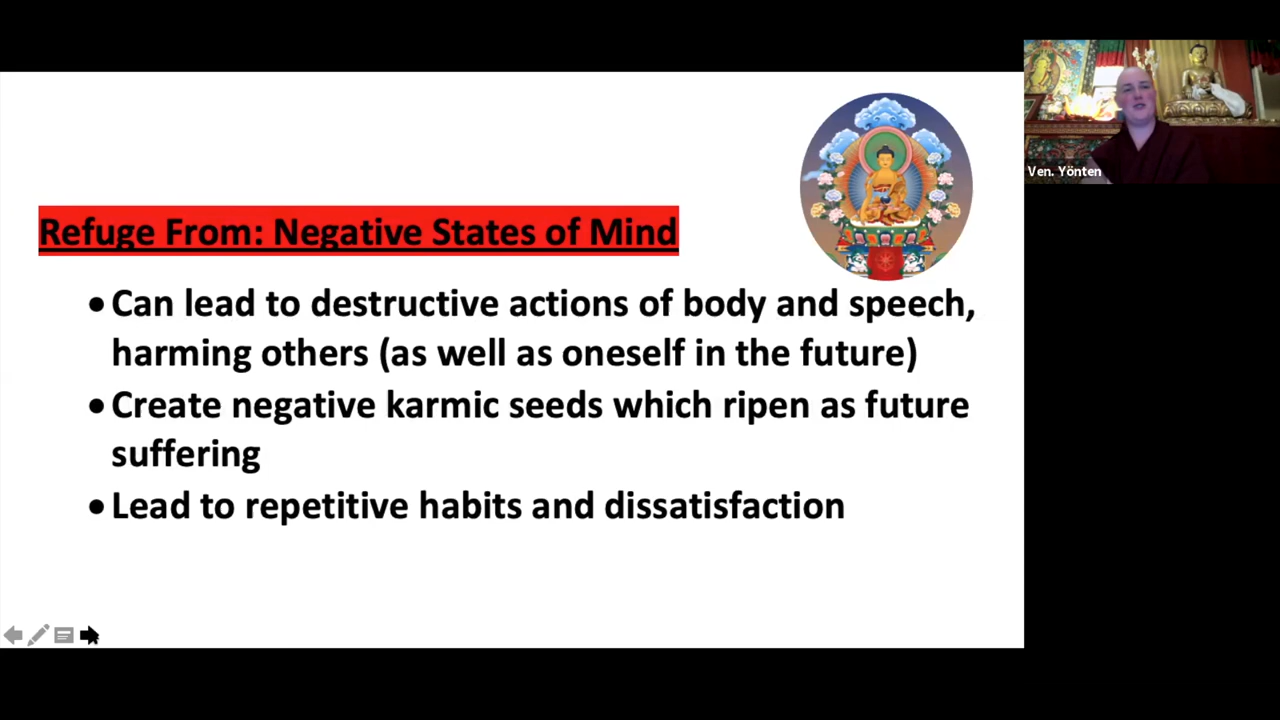 Refuge From: Negative States of Mind
• Can lead to destructive actions of body and speech,
harming others (as well as oneself in the future)
• Create negative karmic seeds which ripen as future
suffering
• Lead to repetitive habits and dissatisfaction
Ven. Yönten